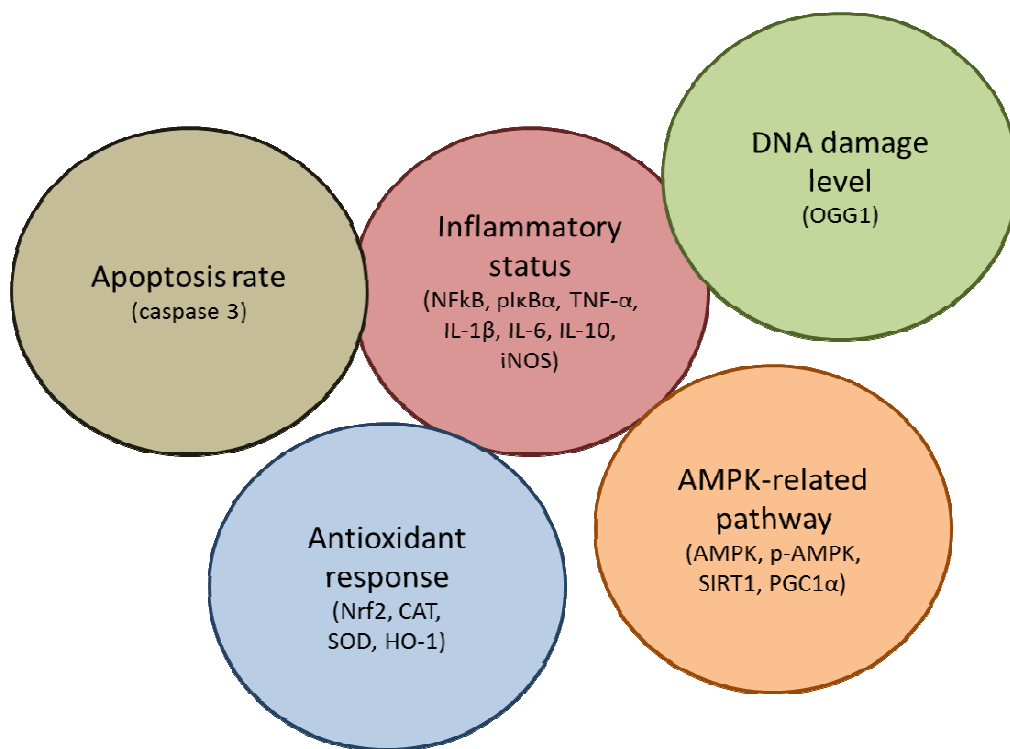 Apoptosis rate
(caspase 3)
Inflammatory
status
(NFkB, pIκBα, TNF-α,
IL-1β, IL-6, IL-10,
iNOS)
DNA damage
level
(OGG1)
Antioxidant
response
(Nrf2, CAT,
SOD, HO-1)
AMPK-related
pathway
(AMPK, p-AMPK,
SIRT1, PGC1α)